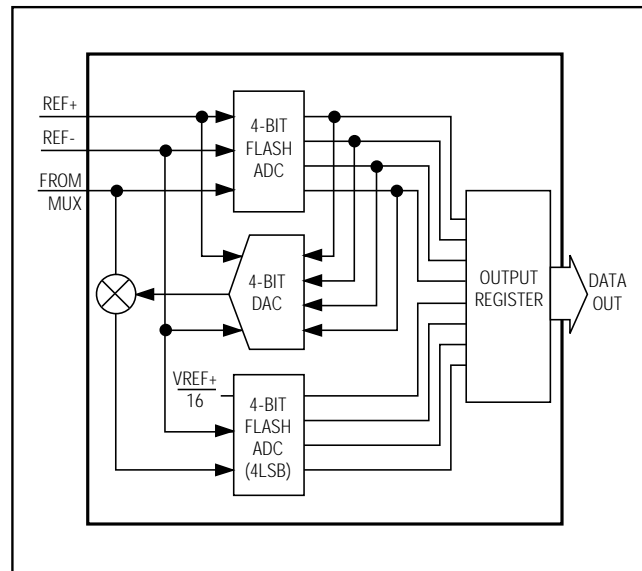 REF+
REF-
FROM
MUX
4-BIT
FLASH
ADC
4-BIT
DAC
VREF+
16
4-BIT
FLASH
ADC
(4LSB)
OUTPUT
REGISTER
DATA
OUT